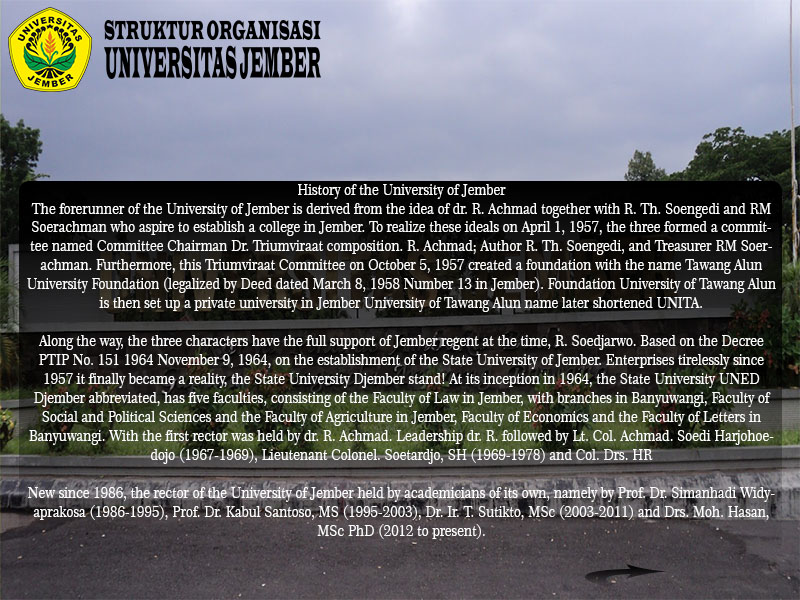 UNIVERSITAS
JEMBER
STRUKTUR ORGANISASI
UNIVERSITAS JEMBER
History of the University of Jember
The forerunner of the University of Jember is derived from the idea of dr. R. Achmad together with R. Th. Soengedi and RM
Soerachman who aspire to establish a college in Jember. To realize these ideals on April 1, 1957, the three formed a commit-
tee named Committee Chairman Dr. Triumviraat composition. R. Achmad; Author R. Th. Soengedi, and Treasurer RM Soer-
achman. Furthermore, this Triumviraat Committee on October 5, 1957 created a foundation with the name Tawang Alun
University Foundation (legalized by Deed dated March 8, 1958 Number 13 in Jember). Foundation University of Tawang Alun
is then set up a private university in Jember University of Tawang Alun name later shortened UNITA.
Along the way, the three characters have the full support of Jember regent at the time, R. Soedjarwo. Based on the Decree
PTIP No. 151 1964 November 9, 1964, on the establishment of the State University of Jember. Enterprises tirelessly since
1957 it finally became a reality, the State University Djember stand! At its inception in 1964, the State University UNED
Djember abbreviated, has five faculties, consisting of the Faculty of Law in Jember, with branches in Banyuwangi, Faculty of
Social and Political Sciences and the Faculty of Agriculture in Jember, Faculty of Economics and the Faculty of Letters in
Banyuwangi. With the first rector was held by dr. R. Achmad. Leadership dr. R. followed by Lt. Col. Achmad. Soedi Harjohoe-
dojo (1967-1969), Lieutenant Colonel. Soetardjo, SH (1969-1978) and Col. Drs. HR
New since 1986, the rector of the University of Jember held by academicians of its own, namely by Prof. Dr. Simanhadi Widy-
aprakosa (1986-1995), Prof. Dr. Kabul Santoso, MS (1995-2003), Dr. Ir. T. Sutikto, MSc (2003-2011) and Drs. Moh. Hasan,
MSc PhD (2012 to present).